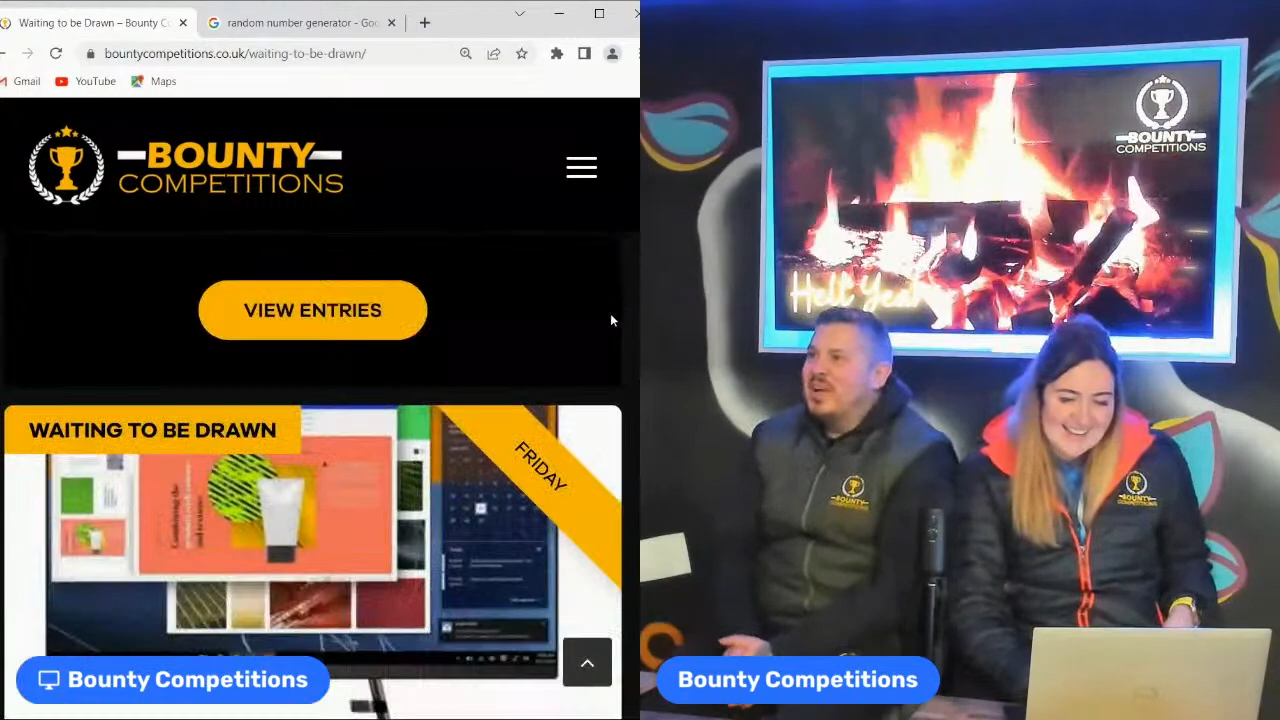 Waiting to be Drawn – Bounty C
random number generator - Goo
bountycompetitions.co.uk/waiting-to-be-drawn/
Gmail
YouTube
Maps
BOUNTY
COMPETITIONS
VIEW ENTRIES
WAITING TO BE DRAWN
FRIDAY
Bounty Competitions
BOUNTY
COMPETITIONS
Hell Yeah
BOUNTY
COMPETITIONS
BOUNTY
COMPETITIONS
Bounty Competitions